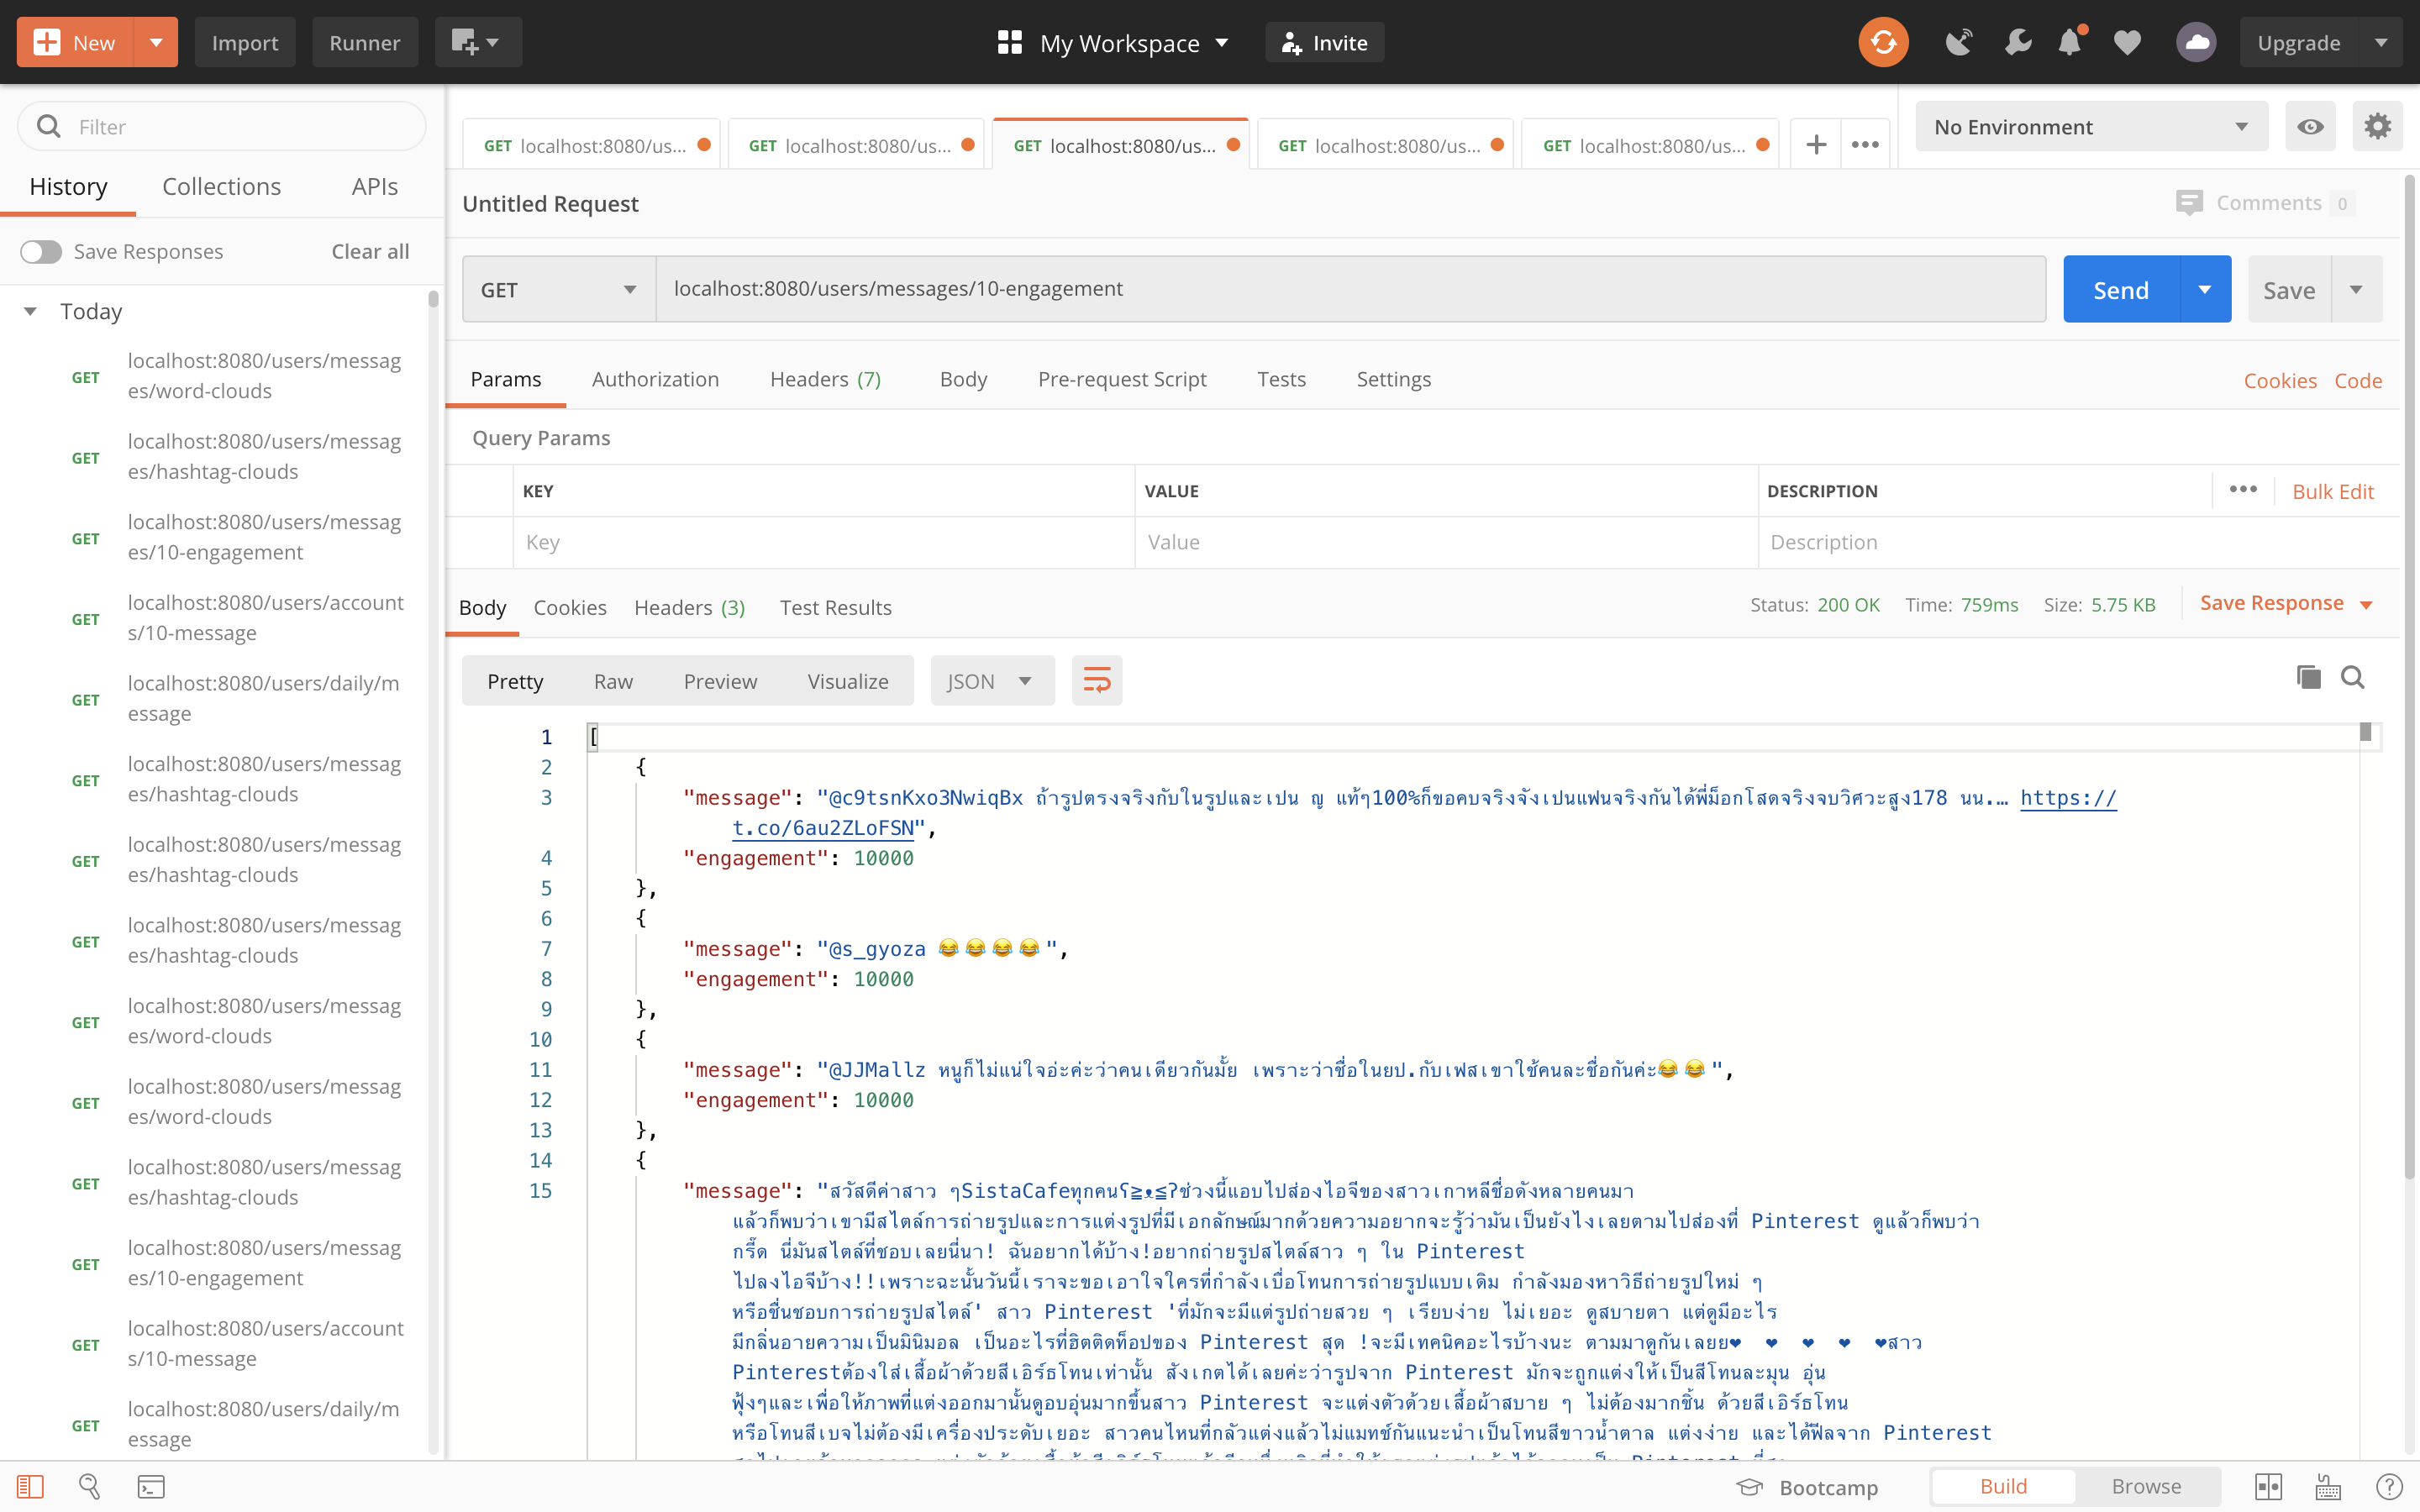 New
Import
Runner
My Workspace
Invite
Upgrade
Filter
History
Collections
APIs
Save Responses
Clear all
Today
GET localhost:8080/users/messag
es/word-clouds
GET localhost:8080/users/messag
es/hashtag-clouds
GET localhost:8080/users/messag
es/10-engagement
GET localhost:8080/users/account
s/10-message
GET localhost:8080/users/daily/m
essage
GET localhost:8080/users/messag
es/hashtag-clouds
GET localhost:8080/users/messag
es/hashtag-clouds
GET localhost:8080/users/messag
es/hashtag-clouds
GET localhost:8080/users/messag
es/word-clouds
GET localhost:8080/users/messag
es/word-clouds
GET localhost:8080/users/messag
es/hashtag-clouds
GET localhost:8080/users/messag
es/10-engagement
GET localhost:8080/users/account
s/10-message
GET localhost:8080/users/daily/m
essage
GET localhost:8080/us...
GET localhost:8080/us...
GET localhost:8080/us...
GET localhost:8080/us...
GET localhost:8080/us...
No Environment
Untitled Request
Comments 0
GET
localhost:8080/users/messages/10-engagement
Send
Save
Params
Authorization
Headers (7)
Body
Pre-request Script
Tests
Settings
Cookies
Code
Query Params
KEY
VALUE
DESCRIPTION
Bulk Edit
Key
Value
Description
Body
Cookies
Headers (3)
Test Results
Status: 200 OK
Time: 759ms
Size: 5.75 KB
Save Response
Pretty
Raw
Preview
Visualize
JSON
1 [
2 {
3 "message": "@c9tsnKxo3NwiqBx ถ้ารูปตรงจริงกับในรูปและเปน ญ แท้ๆ100%ก็ขอคบจริงจังเปนแฟนจริงกันได้พี่ม็อกโสดจริงจบวิศวะสูง178 นน.… https://
t.co/6au2ZLoFSN",
4 "engagement": 10000
5 },
6 {
7 "message": "@s_gyoza 😂😂😂😂",
8 "engagement": 10000
9 },
10 {
11 "message": "@JJMallz หนูก็ไม่แน่ใจอ่ะค่ะว่าคนเดียวกันมั้ย เพราะว่าชื่อในยป.กับเฟสเขาใช้คนละชื่อกันค่ะ😂😂",
12 "engagement": 10000
13 },
14 {
15 "message": "สวัสดีค่าสาว ๆSistaCafeทุกคนʕ≧ᴥ≦ʔช่วงนี้แอบไปส่องไอจีของสาวเกาหลีชื่อดังหลายคนมา
แล้วก็พบว่าเขามีสไตล์การถ่ายรูปและการแต่งรูปที่มีเอกลักษณ์มากด้วยความอยากจะรู้ว่ามันเป็นยังไงเลยตามไปส่องที่ Pinterest ดูแล้วก็พบว่า
กรี๊ด นี่มันสไตล์ที่ชอบเลยนี่นา! ฉันอยากได้บ้าง!อยากถ่ายรูปสไตล์สาว ๆ ใน Pinterest
ไปลงไอจีบ้าง!!เพราะฉะนั้นวันนี้เราจะขอเอาใจใครที่กำลังเบื่อโทนการถ่ายรูปแบบเดิม กำลังมองหาวิธีถ่ายรูปใหม่ ๆ
หรือชื่นชอบการถ่ายรูปสไตล์' สาว Pinterest 'ที่มักจะมีแต่รูปถ่ายสวย ๆ เรียบง่าย ไม่เยอะ ดูสบายตา แต่ดูมีอะไร
มีกลิ่นอายความเป็นมินิมอล เป็นอะไรที่ฮิตติดท็อปของ Pinterest สุด !จะมีเทคนิคอะไรบ้างนะ ตามมาดูกันเลยย❤ ❤ ❤ ❤ ❤สาว
Pinterestต้องใส่เสื้อผ้าด้วยสีเอิร์ธโทนเท่านั้น สังเกตได้เลยค่ะว่ารูปจาก Pinterest มักจะถูกแต่งให้เป็นสีโทนละมุน อุ่น
ฟุ้งๆและเพื่อให้ภาพที่แต่งออกมานั้นดูอบอุ่นมากขึ้นสาว Pinterest จะแต่งตัวด้วยเสื้อผ้าสบาย ๆ ไม่ต้องมากชิ้น ด้วยสีเอิร์ธโทน
หรือโทนสีเบจไม่ต้องมีเครื่องประดับเยอะ สาวคนไหนที่กลัวแต่งแล้วไม่แมทช์กันแนะนำเป็นโทนสีขาวน้ำตาล แต่งง่าย และได้ฟีลจาก Pinterest
Bootcamp
Build
Browse